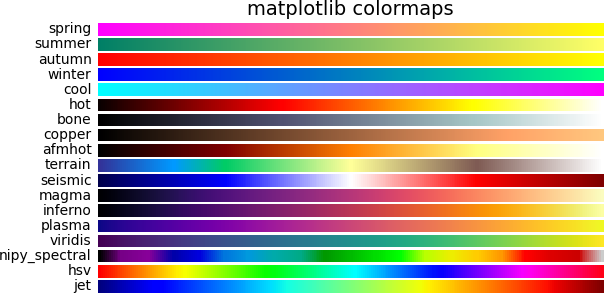 matplotlib colormaps
spring
summer
autumn
winter
cool
hot
bone
copper
afmhot
terrain
seismic
magma
inferno
plasma
viridis
nipy_spectral
hsv
jet